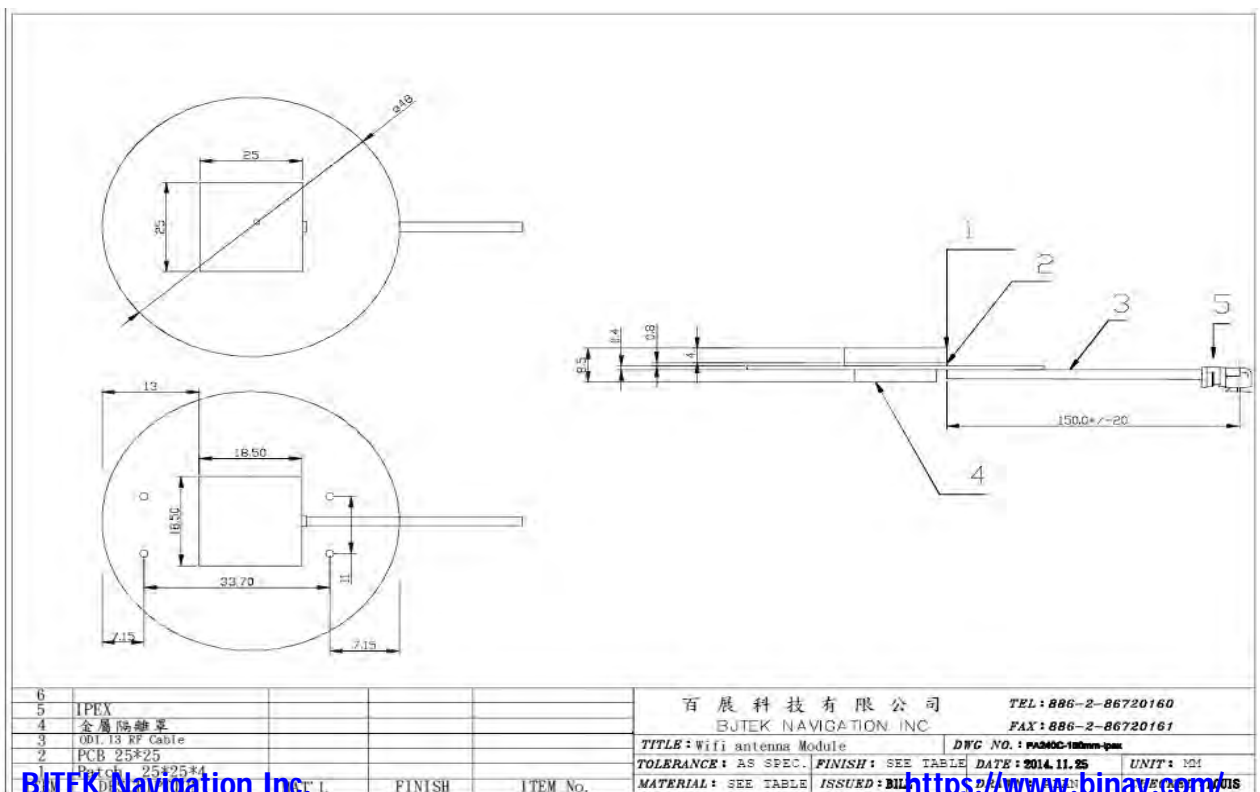 ø48
25
25
13
18.50
18.50
33.70
11
7.15
7.15
1
2
3
5
8.5
0.4
0.8
4
150.0+/-20
4
6
5 IPEX
4 金屬隔離罩
3 OD1.13 RF Cable
2 PCB 25*25
1 Patch 25*25*4
FINISH ITEM No.
百展科技有限公司
BJTEK NAVIGATION INC
TEL:886-2-86720160
FAX:886-2-86720161
TITLE: Wifi antenna Module
DWG NO.: PA240C-150mm-ipex
TOLERANCE: AS SPEC. FINISH: SEE TABLE DATE: 2014.11.25 UNIT: MM
MATERIAL: SEE TABLE ISSUED:
BJTEK Navigation Inc.
https://www.binav.com/